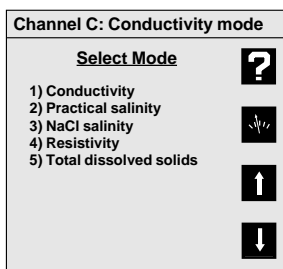 Channel C: Conductivity mode
Select Mode
1) Conductivity
2) Practical salinity
3) NaCl salinity
4) Resistivity
5) Total dissolved solids
?